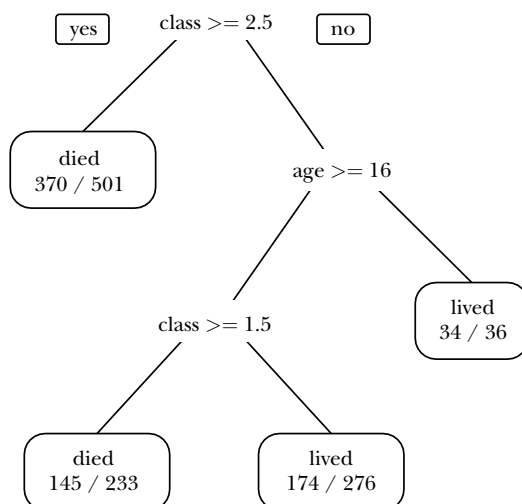 yes
class >= 2.5
no
died
370 / 501
age >= 16
lived
34 / 36
class >= 1.5
died
145 / 233
lived
174 / 276